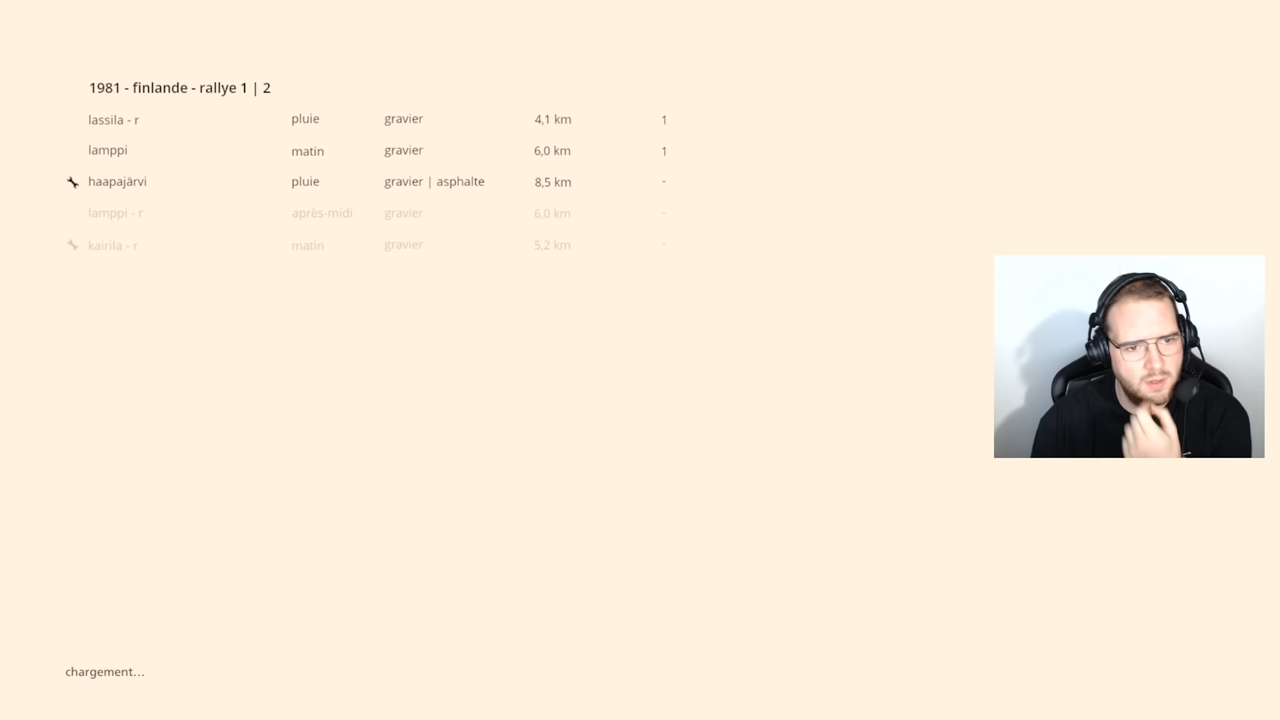 1981 - finlande - rallye 1 | 2
lassila - r pluie gravier 4,1 km 1
lamppi matin gravier 6,0 km 1
haapajärvi pluie gravier | asphalte 8,5 km -
lamppi - r après-midi gravier 6,0 km -
kairila - r matin gravier 5,2 km -
chargement...